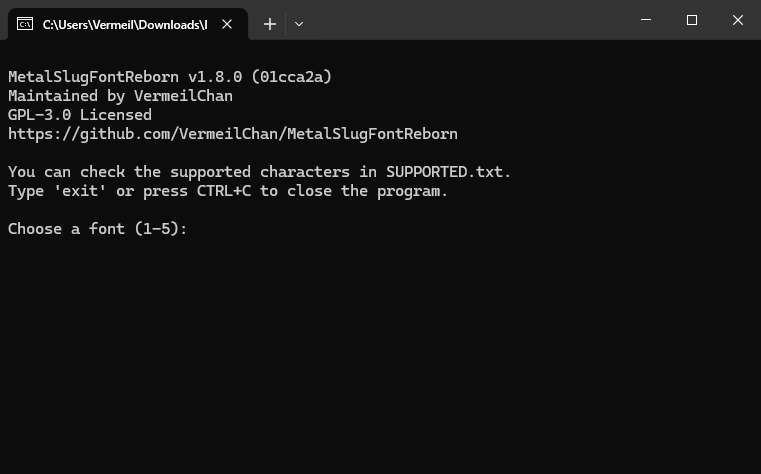 C:\Users\Vermeil\Downloads\
MetalSlugFontReborn v1.8.0 (01cca2a)
Maintained by VermeilChan
GPL-3.0 Licensed
https://github.com/VermeilChan/MetalSlugFontReborn
You can check the supported characters in SUPPORTED.txt.
Type 'exit' or press CTRL+C to close the program.
Choose a font (1-5):